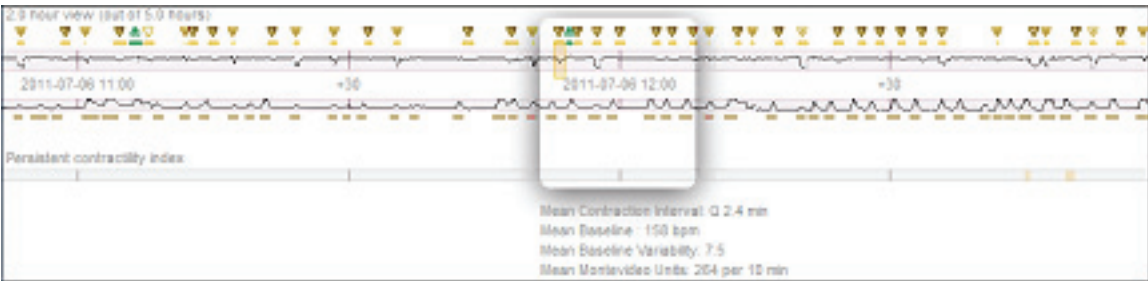 2.0 hour view (out of 5.0 hours)
2011-07-06 11:00 +30 2011-07-06 12:00 +30
Persistent contractility index
Mean Contraction Interval: Q 2.4 min
Mean Baseline : 158 bpm
Mean Baseline Variability: 7.5
Mean Montevideo Units: 264 per 10 min